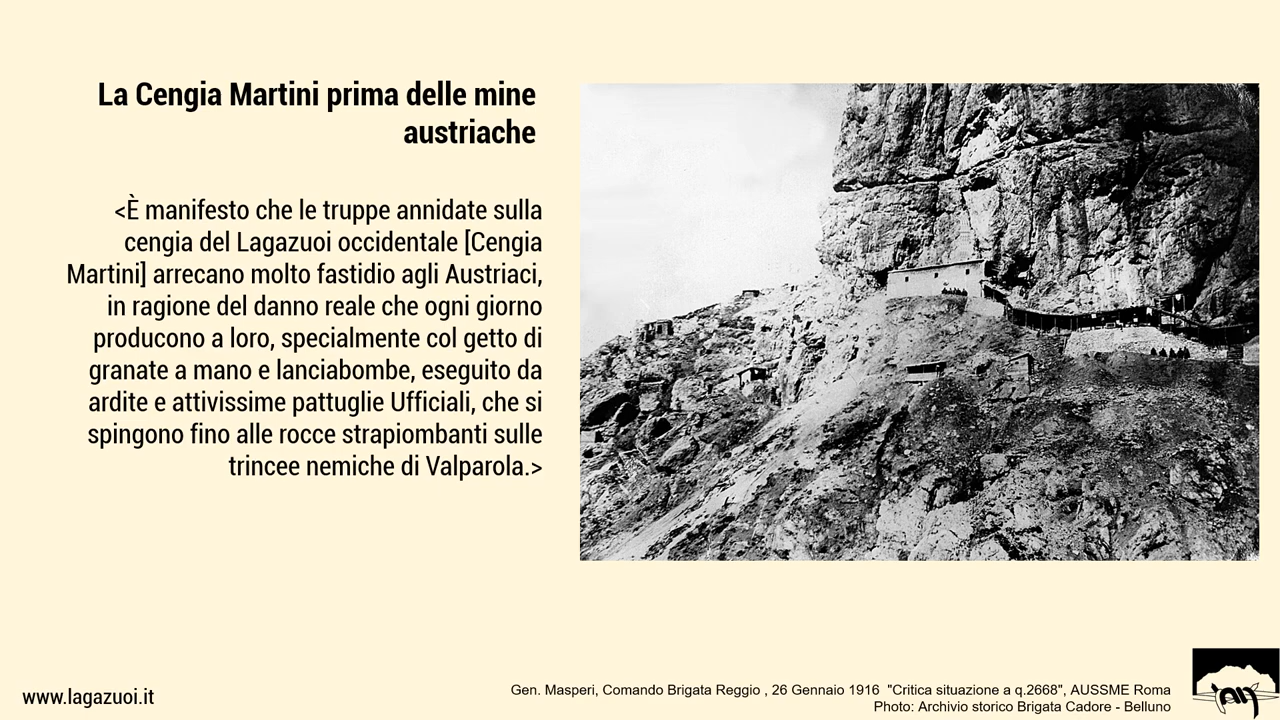 La Cengia Martini prima delle mine
austriache
<È manifesto che le truppe annidate sulla
cengia del Lagazuoi occidentale [Cengia
Martini] arrecano molto fastidio agli Austriaci,
in ragione del danno reale che ogni giorno
producono a loro, specialmente col getto di
granate a mano e lanciabombe, eseguito da
ardite e attivissime pattuglie Ufficiali, che si
spingono fino alle rocce strapiombanti sulle
trincee nemiche di Valparola.>
www.lagazuoi.it
Gen. Masperi, Comando Brigata Reggio , 26 Gennaio 1916 "Critica situazione a q.2668", AUSSME Roma
Photo: Archivio storico Brigata Cadore - Belluno